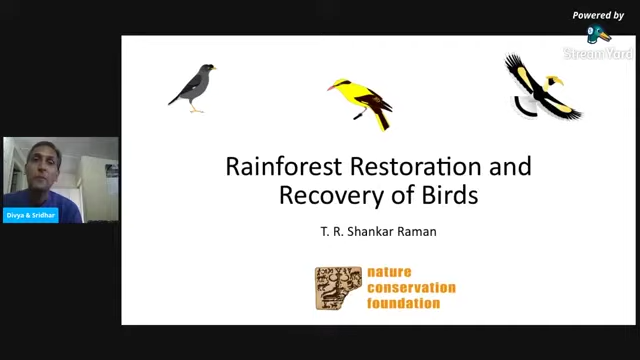 Powered by
StreamYard
Rainforest Restoration and
Recovery of Birds
T. R. Shankar Raman
Divya & Sridhar
nature
conservation
foundation